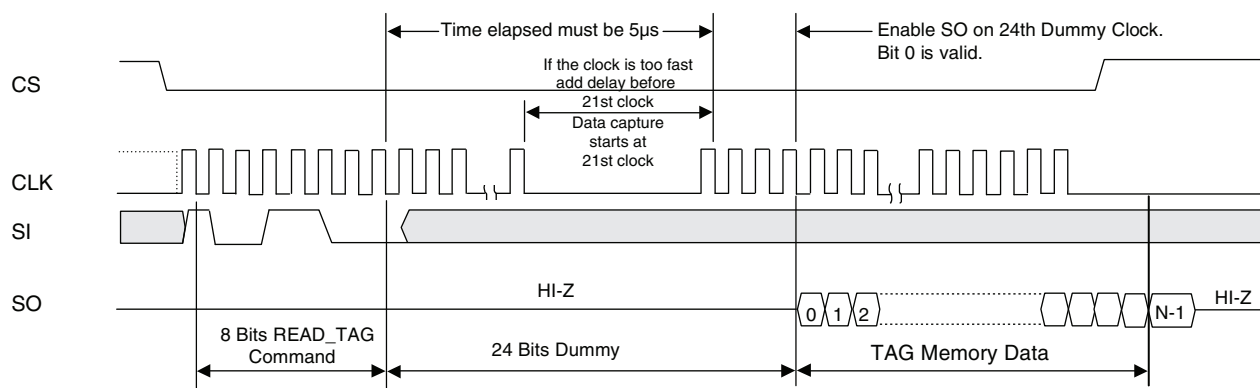 Time elapsed must be 5µs
Enable SO on 24th Dummy Clock.
Bit 0 is valid.
If the clock is too fast
add delay before
21st clock
Data capture
starts at
21st clock
CS
CLK
SI
SO
HI-Z
0 1 2
N-1
HI-Z
8 Bits READ_TAG
Command
24 Bits Dummy
TAG Memory Data